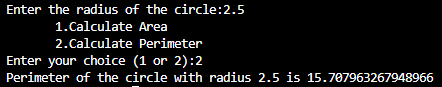 Enter the radius of the circle:2.5
1.Calculate Area
2.Calculate Perimeter
Enter your choice (1 or 2):2
Perimeter of the circle with radius 2.5 is 15.707963267948966